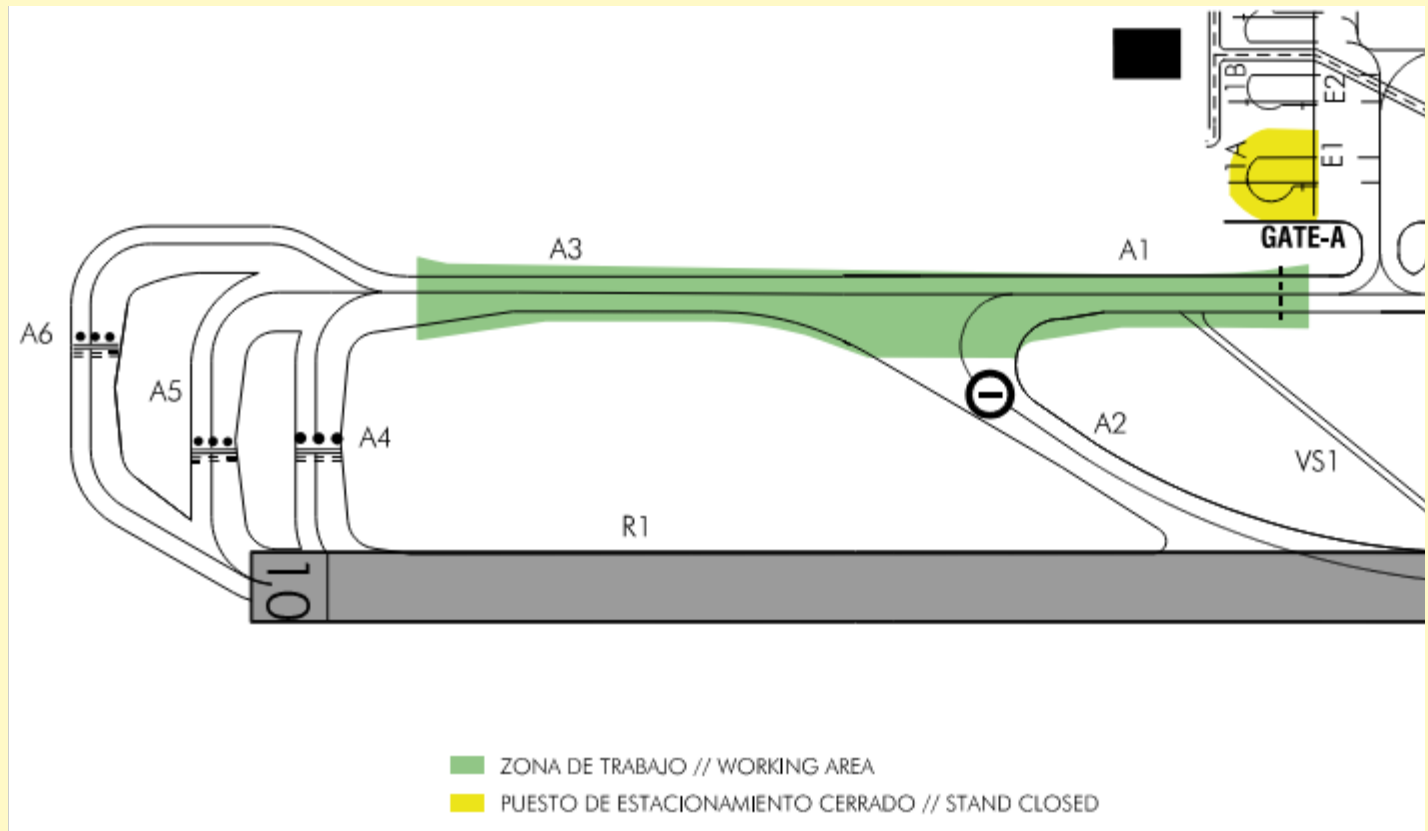 1B
E2
1A
E1
GATE-A
A3
A1
A6
A5
A4
A2
VS1
R1
01
ZONA DE TRABAJO // WORKING AREA
PUESTO DE ESTACIONAMIENTO CERRADO // STAND CLOSED